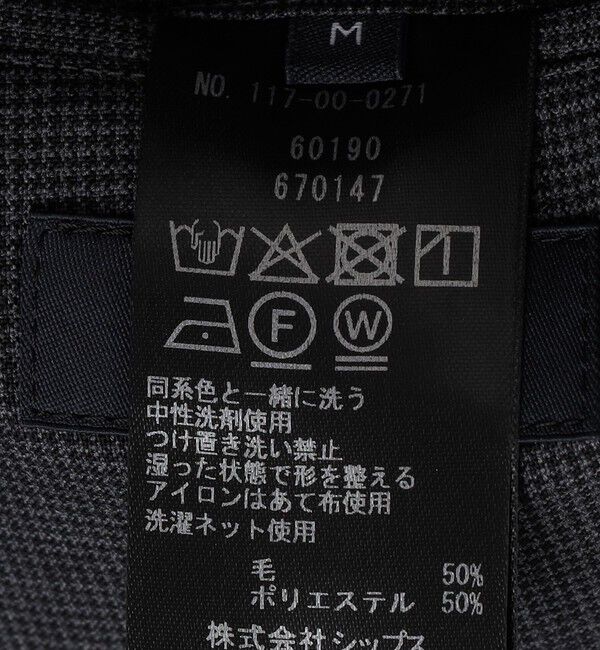 M
NO. 117-00-0271
60190
670147
F W
同系色と一緒に洗う
中性洗剤使用
つけ置き洗い禁止
湿った状態で形を整える
アイロンはあて布使用
洗濯ネット使用
毛 50%
ポリエステル 50%
株式会社シップス